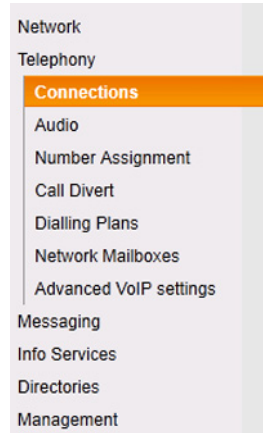 Network
Telephony
Connections
Audio
Number Assignment
Call Divert
Dialling Plans
Network Mailboxes
Advanced VoIP settings
Messaging
Info Services
Directories
Management